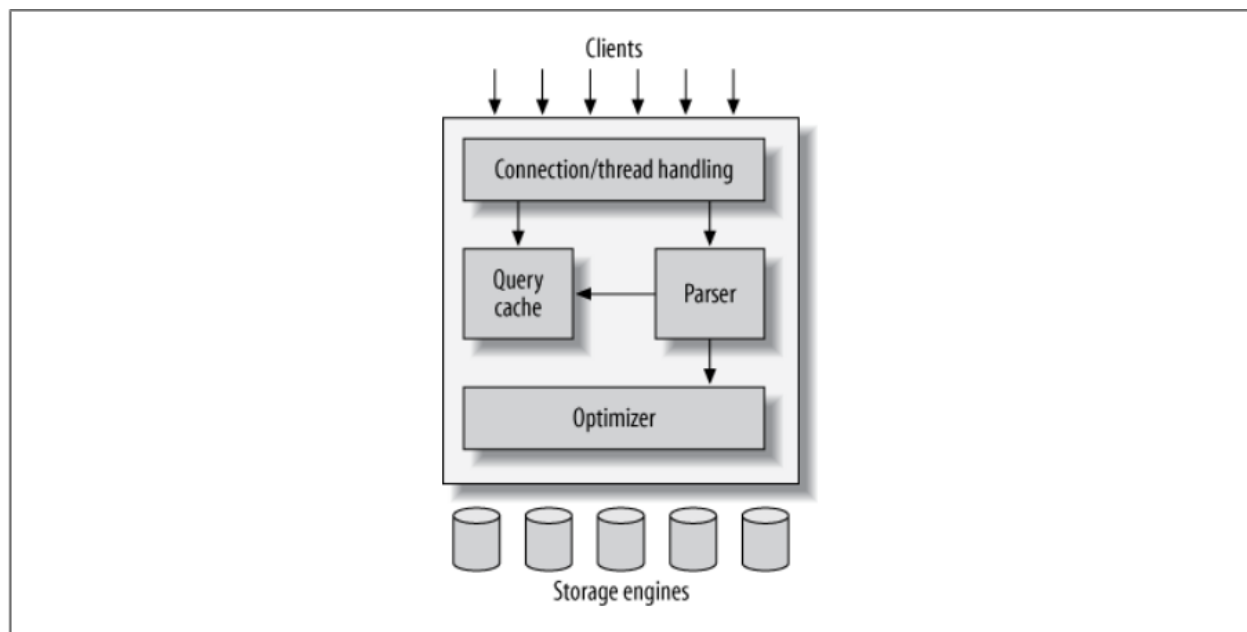 Clients
Connection/thread handling
Query
cache
Parser
Optimizer
Storage engines